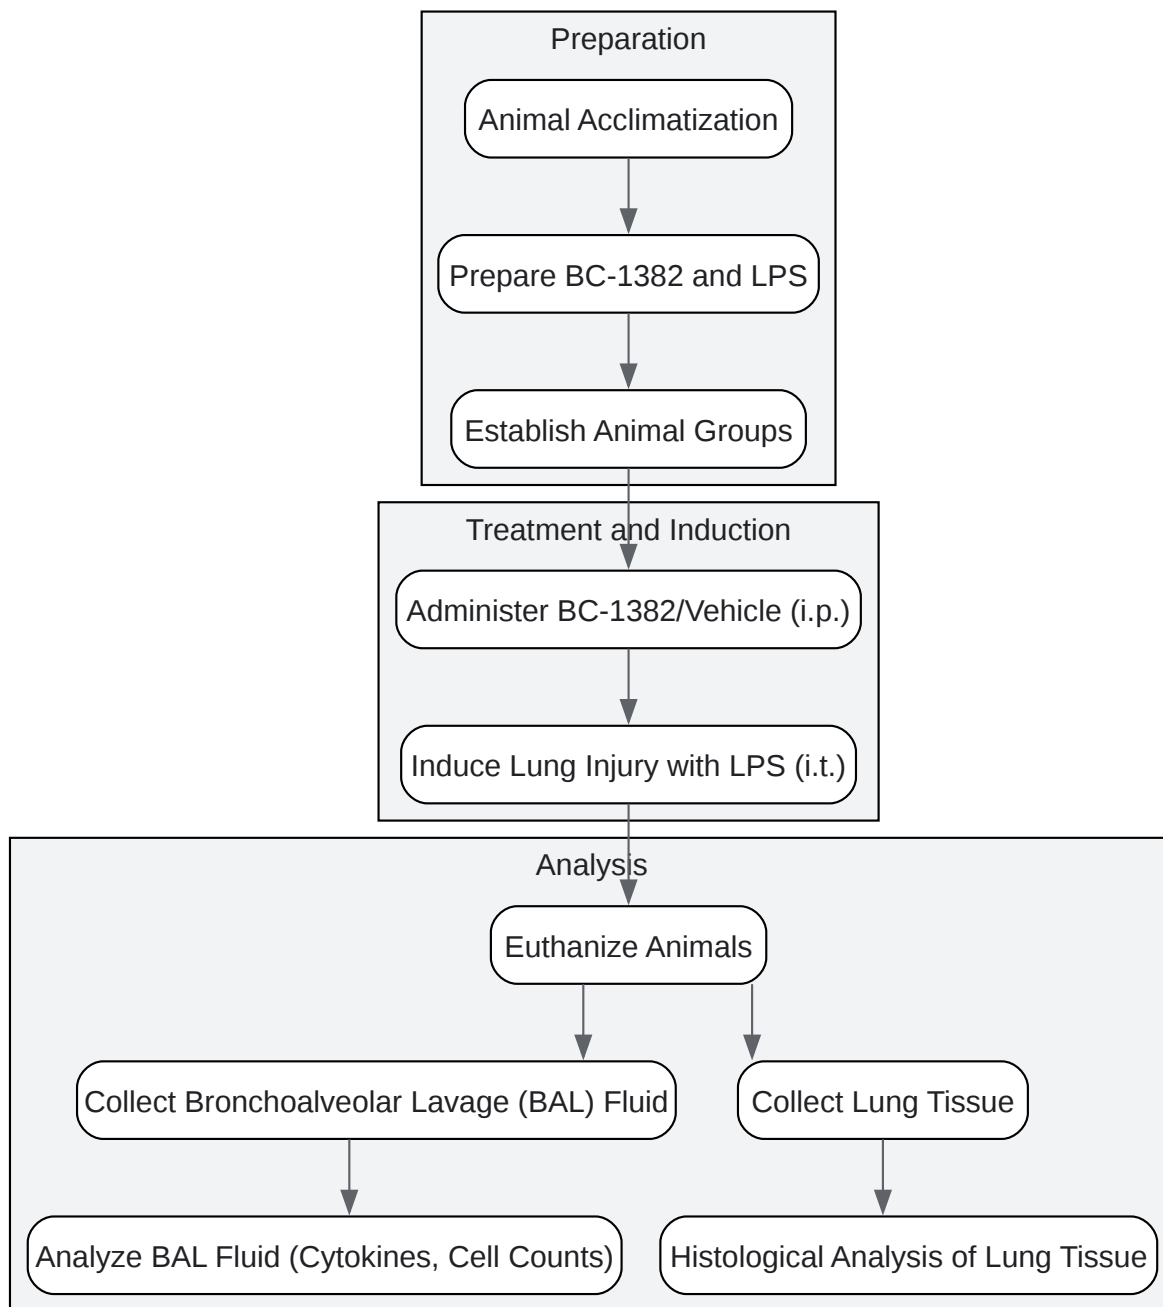 Preparation
Animal Acclimatization
Prepare BC-1382 and LPS
Establish Animal Groups
Treatment and Induction
Administer BC-1382/Vehicle (i.p.)
Induce Lung Injury with LPS (i.t.)
Analysis
Euthanize Animals
Collect Bronchoalveolar Lavage (BAL) Fluid
Collect Lung Tissue
Analyze BAL Fluid (Cytokines, Cell Counts)
Histological Analysis of Lung Tissue